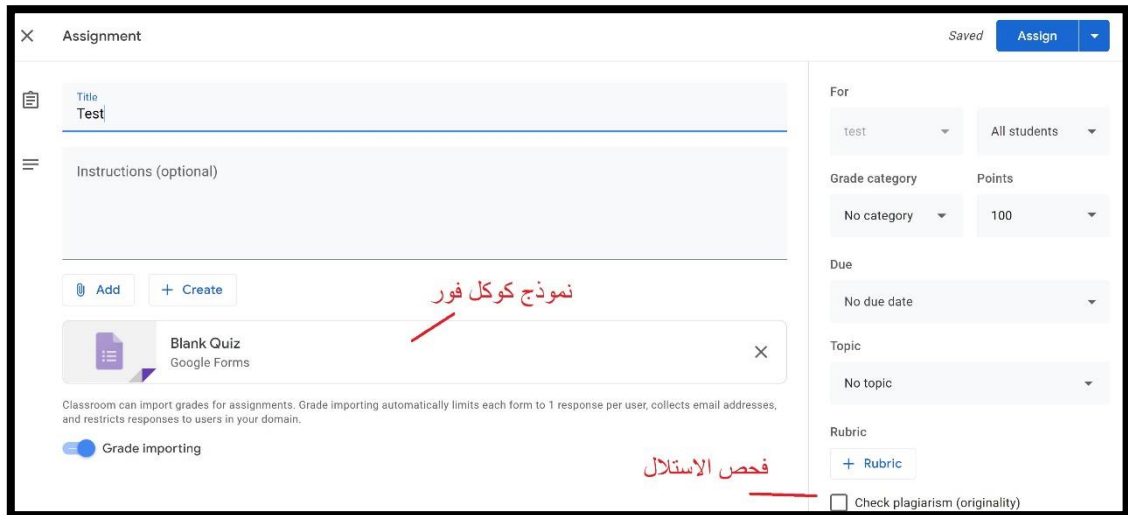 Assignment
Saved
Assign
Title
Test
Instructions (optional)
Add
+ Create
نموذج كوكل فور
Blank Quiz
Google Forms
Classroom can import grades for assignments. Grade importing automatically limits each form to 1 response per user, collects email addresses,
and restricts responses to users in your domain.
Grade importing
فحص الاستلال
For
test
All students
Grade category
Points
No category
100
Due
No due date
Topic
No topic
Rubric
+ Rubric
Check plagiarism (originality)